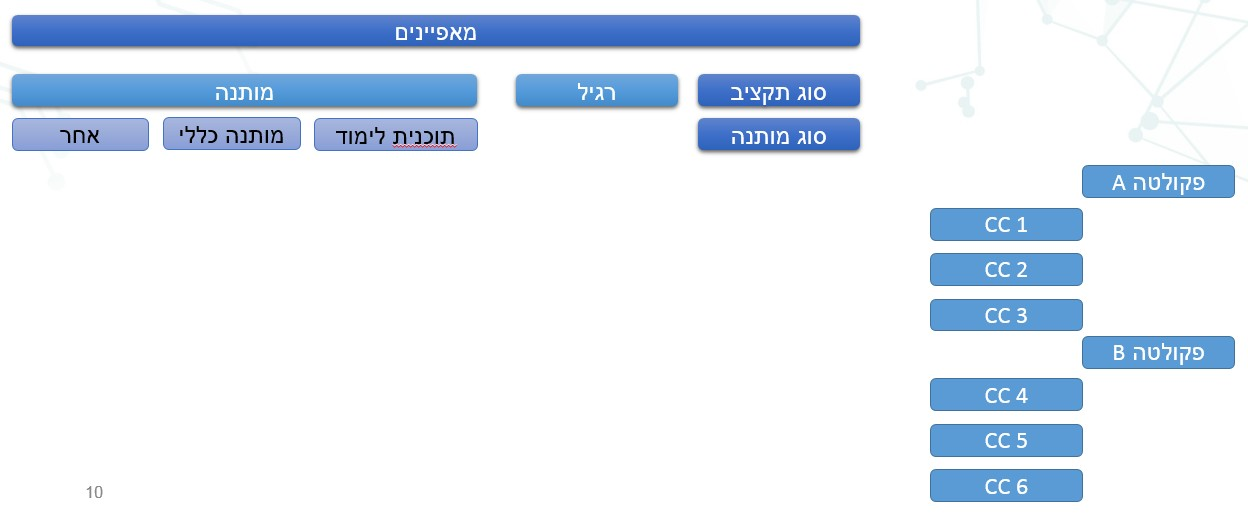 מאפיינים
סוג תקציב
רגיל
מותנה
סוג מותנה
תוכנית לימוד
מותנה כללי
אחר
פקולטה A
CC 1
CC 2
CC 3
פקולטה B
CC 4
CC 5
CC 6
10